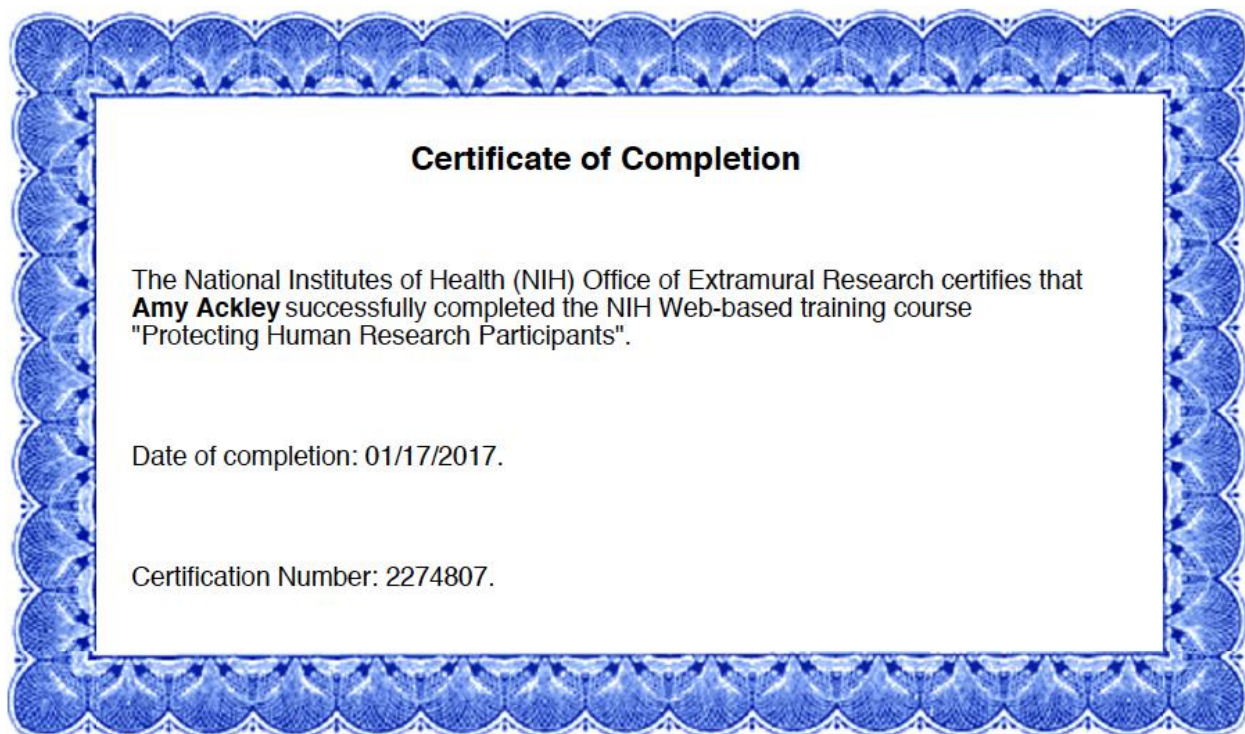 Certificate of Completion
The National Institutes of Health (NIH) Office of Extramural Research certifies that
Amy Ackley successfully completed the NIH Web-based training course
"Protecting Human Research Participants".
Date of completion: 01/17/2017.
Certification Number: 2274807.